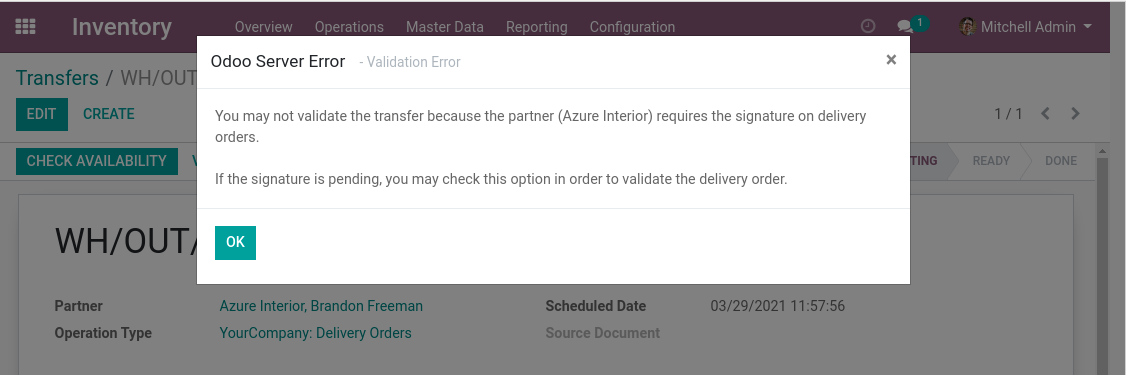 Inventory Overview Operations Master Data Reporting Configuration 1 Mitchell Admin
Odoo Server Error - Validation Error ×
Transfers / WH/OUT
You may not validate the transfer because the partner (Azure Interior) requires the signature on delivery
orders.
EDIT CREATE 1 / 1
CHECK AVAILABILITY READY DONE
If the signature is pending, you may check this option in order to validate the delivery order.
OK
WH/OUT/
Partner Azure Interior, Brandon Freeman Scheduled Date 03/29/2021 11:57:56
Operation Type YourCompany: Delivery Orders Source Document